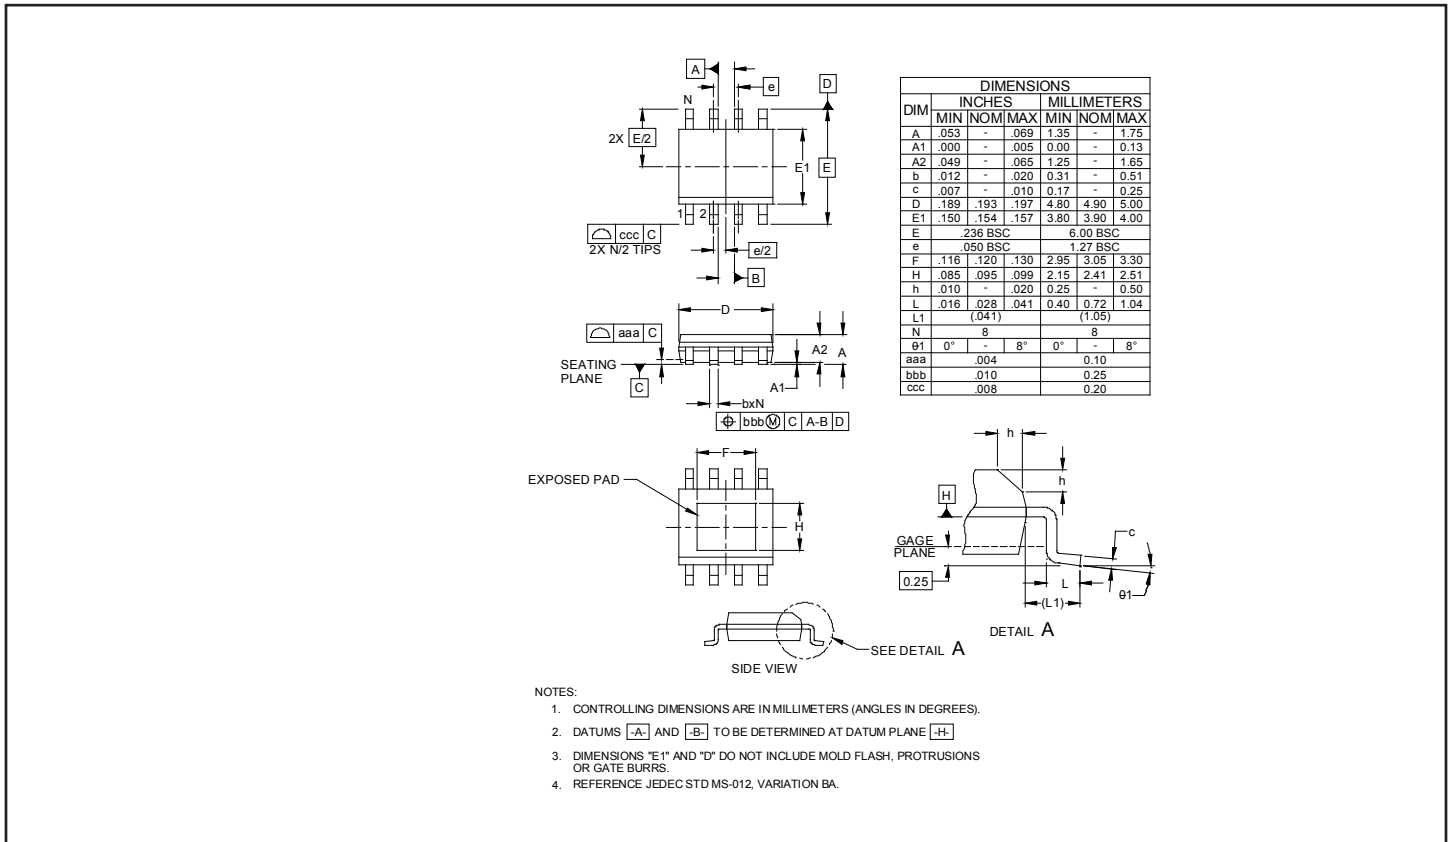 A
e
D
N
2X E/2
E1
E
1 2
ccc C
2X N/2 TIPS
e/2
B
D
aaa C
A2 A
SEATING
PLANE
C
A1
bxN
bbb M C A-B D
F
EXPOSED PAD
H
SIDE VIEW
SEE DETAIL A
DIMENSIONS
DIM INCHES MILLIMETERS
MIN NOM MAX MIN NOM MAX
A .053 - .069 1.35 - 1.75
A1 .000 - .005 0.00 - 0.13
A2 .049 - .065 1.25 - 1.65
b .012 - .020 0.31 - 0.51
c .007 - .010 0.17 - 0.25
D .189 .193 .197 4.80 4.90 5.00
E1 .150 .154 .157 3.80 3.90 4.00
E .236 BSC 6.00 BSC
e .050 BSC 1.27 BSC
F .116 .120 .130 2.95 3.05 3.30
H .085 .095 .099 2.15 2.41 2.51
h .010 - .020 0.25 - 0.50
L .016 .028 .041 0.40 0.72 1.04
L1 (.041) (1.05)
N 8 8
θ1 0° - 8° 0° - 8°
aaa .004 0.10
bbb .010 0.25
ccc .008 0.20
h
h
H
GAGE
PLANE
c
0.25
L
θ1
(L1)
DETAIL A
NOTES:
1. CONTROLLING DIMENSIONS ARE IN MILLIMETERS (ANGLES IN DEGREES).
2. DATUMS -A- AND -B- TO BE DETERMINED AT DATUM PLANE -H-
3. DIMENSIONS "E1" AND "D" DO NOT INCLUDE MOLD FLASH, PROTRUSIONS
OR GATE BURRS.
4. REFERENCE JEDEC STD MS-012, VARIATION BA.